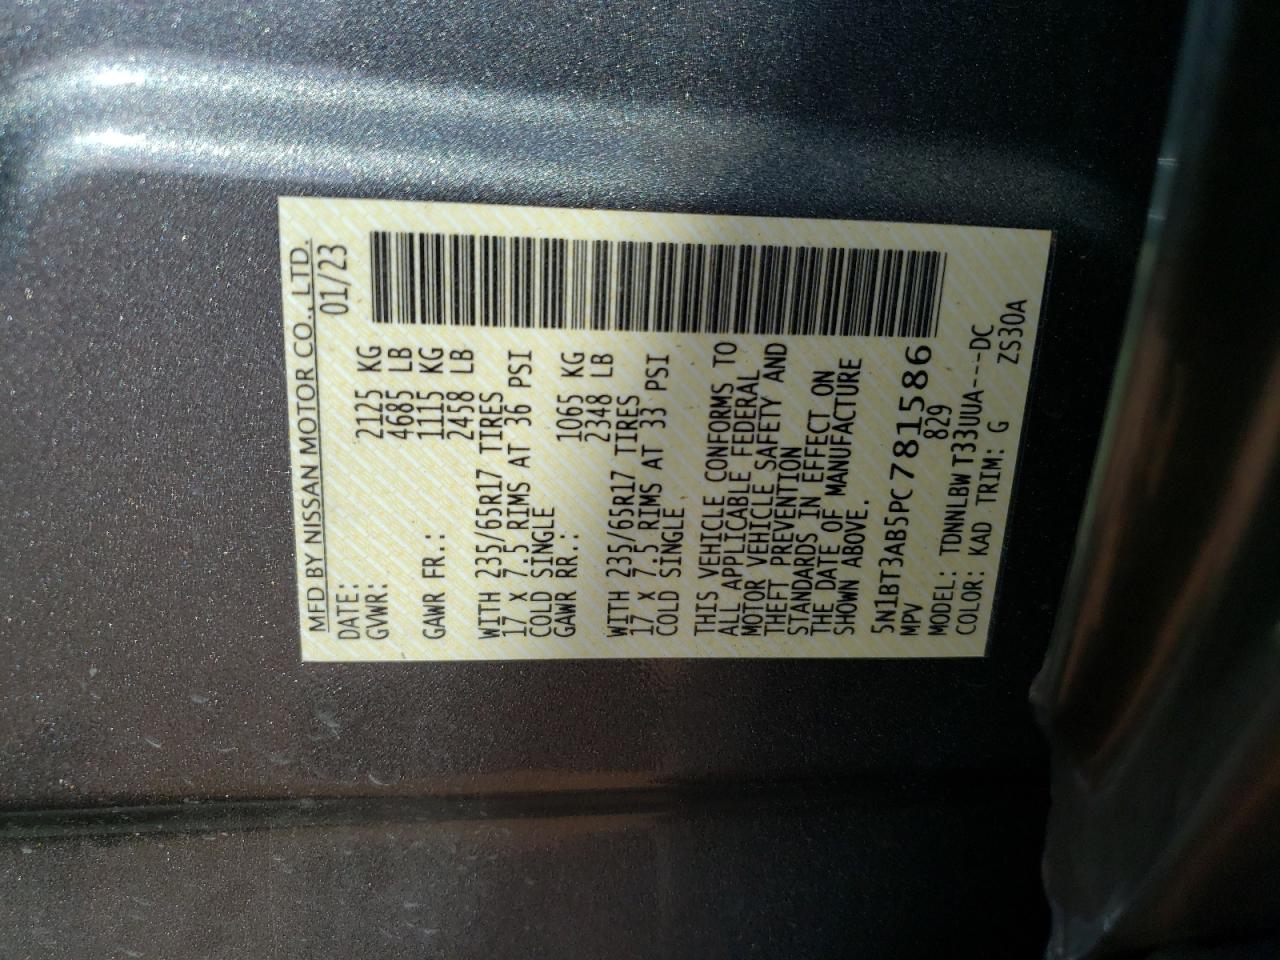 MFD BY NISSAN MOTOR CO., LTD.
DATE: 01/23
GVWR: 2125 KG
4685 LB
GAWR FR.: 1115 KG
2458 LB
WITH 235/65R17 TIRES
17 x 7.5 RIMS AT 36 PSI
COLD SINGLE
GAWR RR.: 1065 KG
2348 LB
WITH 235/65R17 TIRES
17 x 7.5 RIMS AT 33 PSI
COLD SINGLE
THIS VEHICLE CONFORMS TO
ALL APPLICABLE FEDERAL
MOTOR VEHICLE SAFETY AND
THEFT PREVENTION
STANDARDS IN EFFECT ON
THE DATE OF MANUFACTURE
SHOWN ABOVE.
5N1BT3AB5PC781586
MPV 829
MODEL: TDNNLBW T33UUA---DC
COLOR: KAD TRIM: G ZS30A